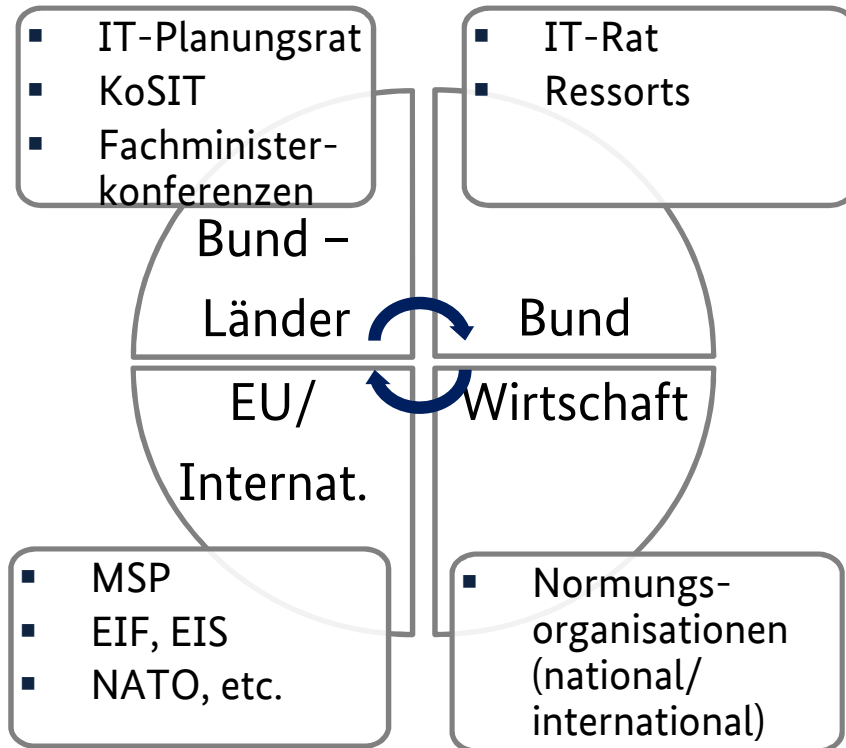 ▪ IT-Planungsrat
▪ KoSIT
▪ Fachminister-
konferenzen
▪ IT-Rat
▪ Ressorts
Bund –
Länder
Bund
EU/
Internat.
Wirtschaft
▪ MSP
▪ EIF, EIS
▪ NATO, etc.
▪ Normungs-
organisationen
(national/
international)